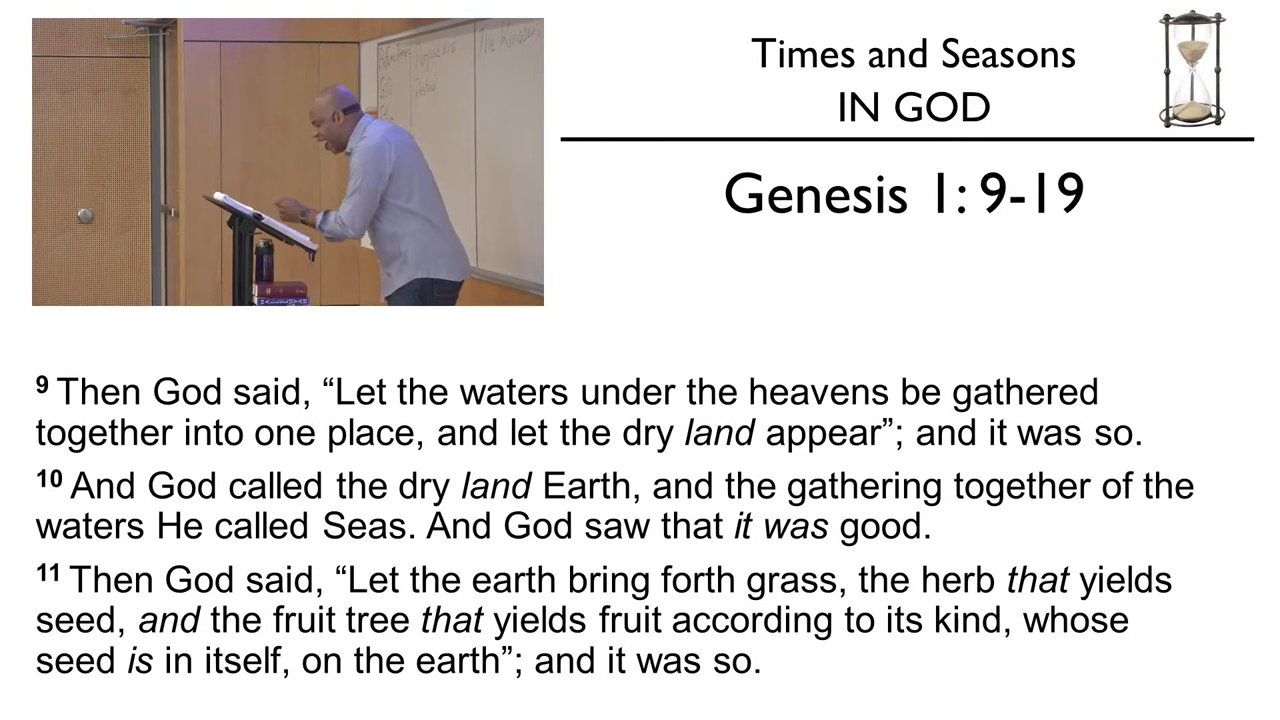 Times and Seasons
IN GOD
Genesis 1: 9-19
The Kingdom
Purpose and
GOD
9 Then God said, “Let the waters under the heavens be gathered
together into one place, and let the dry land appear”; and it was so.
10 And God called the dry land Earth, and the gathering together of the
waters He called Seas. And God saw that it was good.
11 Then God said, “Let the earth bring forth grass, the herb that yields
seed, and the fruit tree that yields fruit according to its kind, whose
seed is in itself, on the earth”; and it was so.